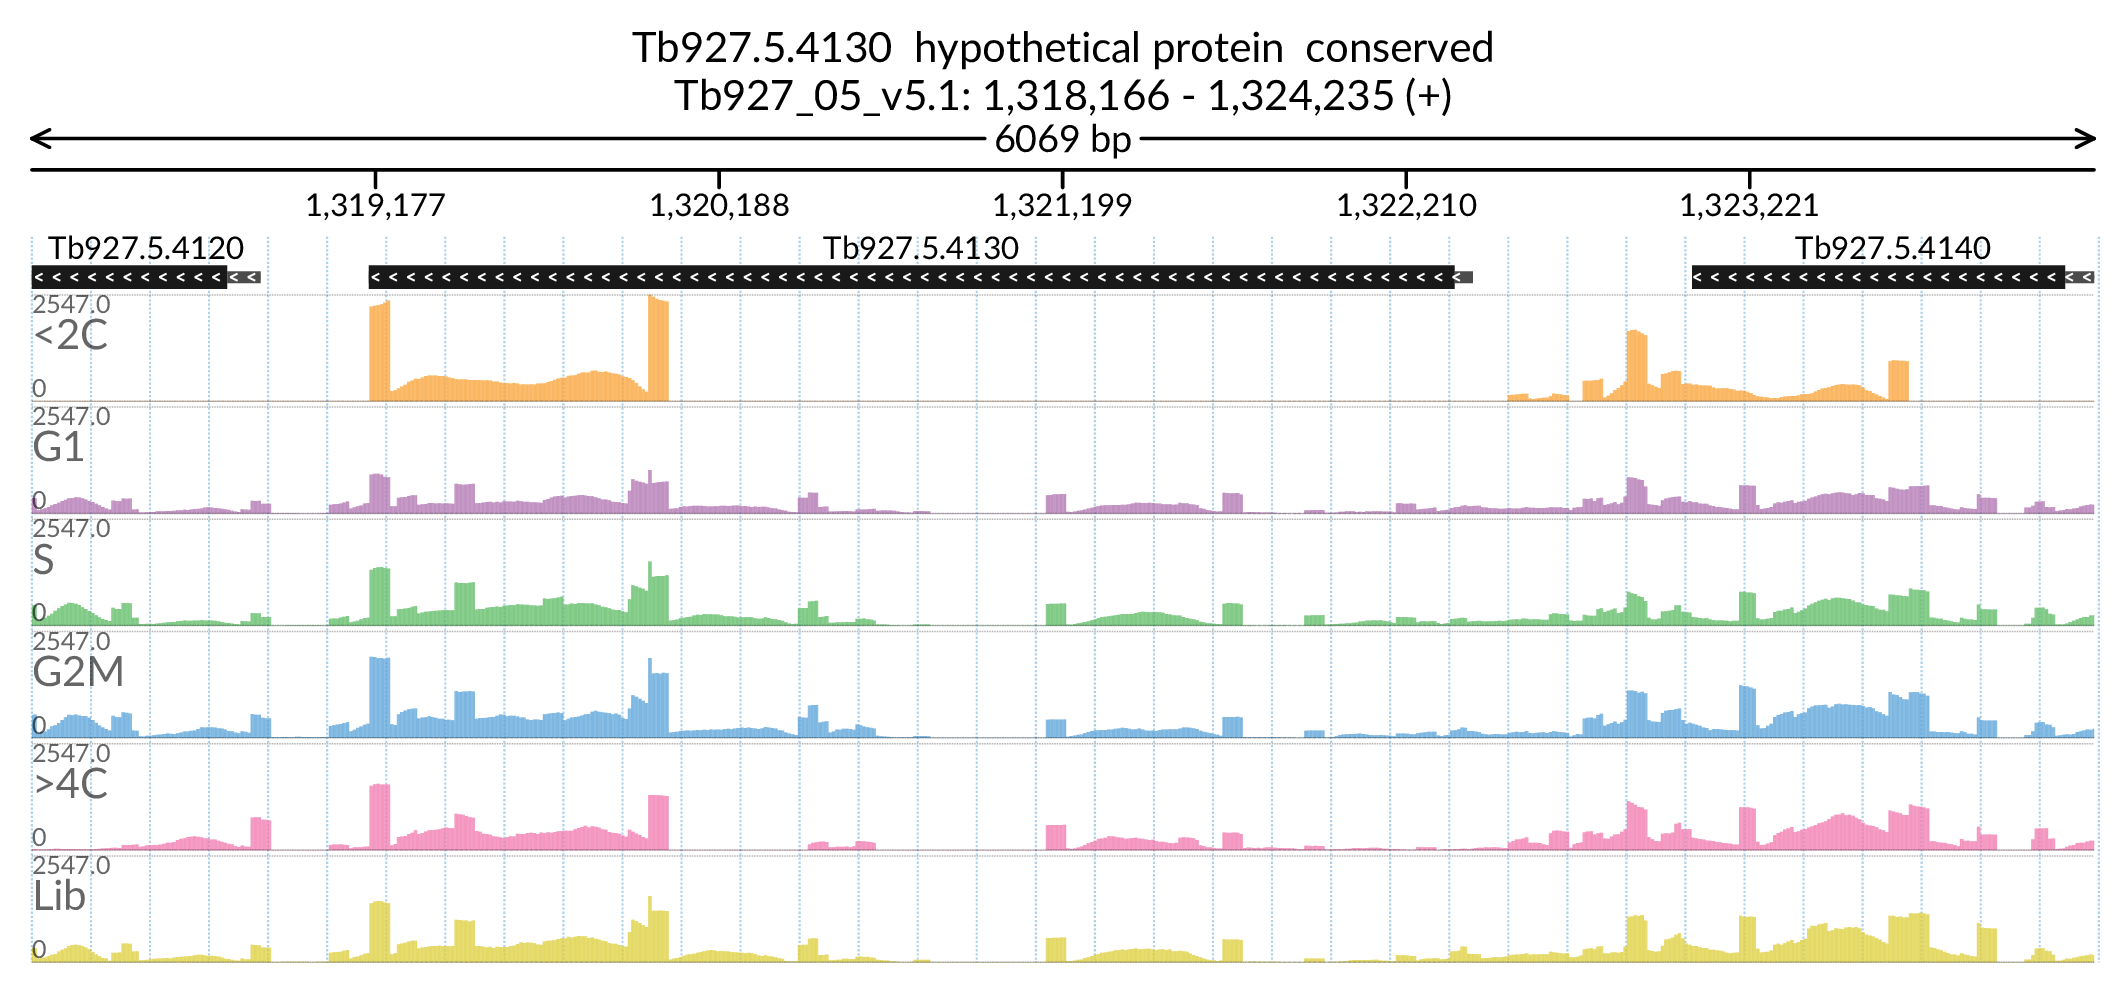 Tb927.5.4130  hypothetical protein  conserved
Tb927_05_v5.1: 1,318,166 - 1,324,235 (+)
6069 bp
1,319,177 1,320,188 1,321,199 1,322,210 1,323,221
Tb927.5.4120 Tb927.5.4130 Tb927.5.4140
2547.0
<2C
0
2547.0
G1
0
2547.0
S
0
2547.0
G2M
0
2547.0
>4C
0
2547.0
Lib
0